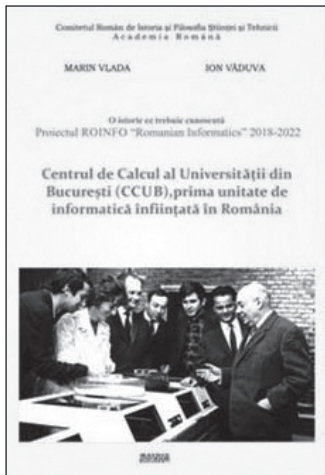 Comitetul Român de Istoria și Filosofia Științei și Tehnicii
Academia Română
MARIN VLADA ION VĂDUVA
O istorie ce trebuie cunoscută
Proiectul ROINFO "Romanian Informatics" 2018-2022
Centrul de Calcul al Universității din
București (CCUB), prima unitate de
informatică înființată în România